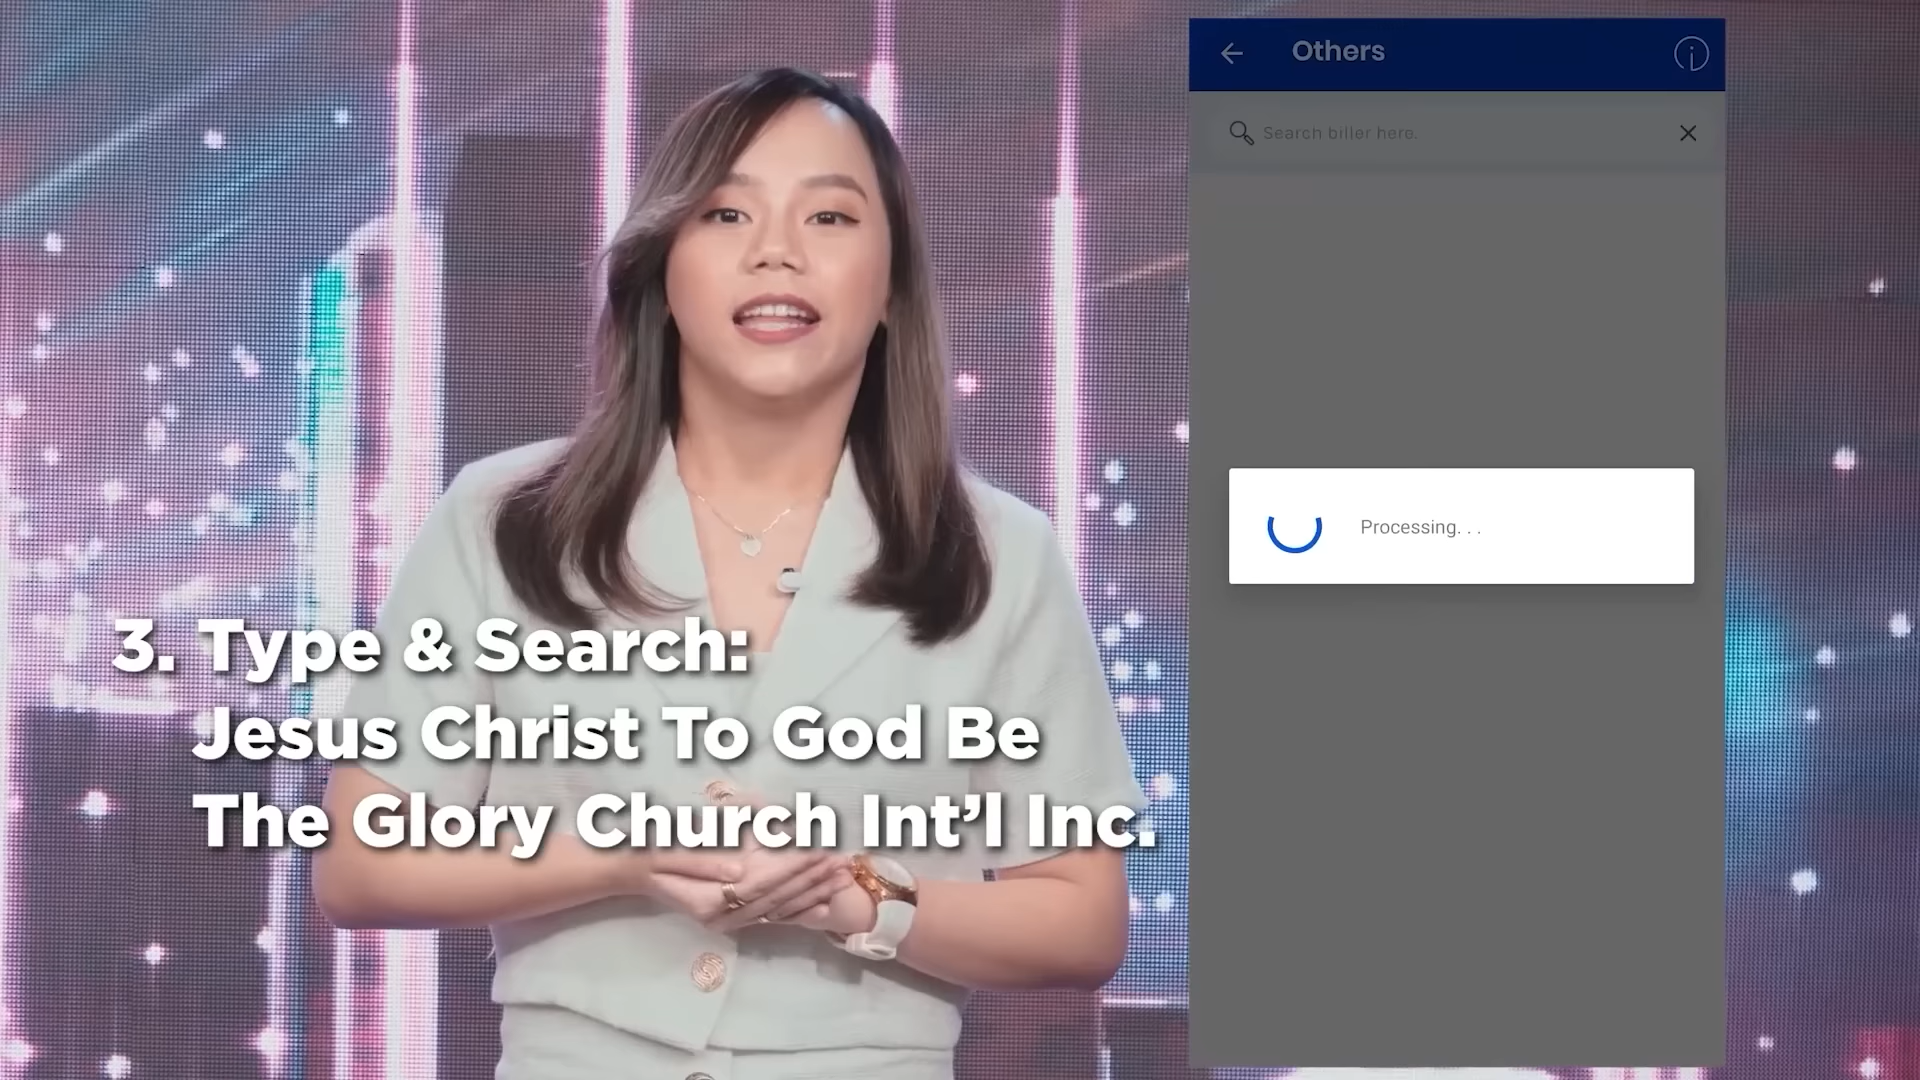 Others
Search biller here.
Processing. . .
3. Type & Search:
Jesus Christ To God Be
The Glory Church Int’l Inc.